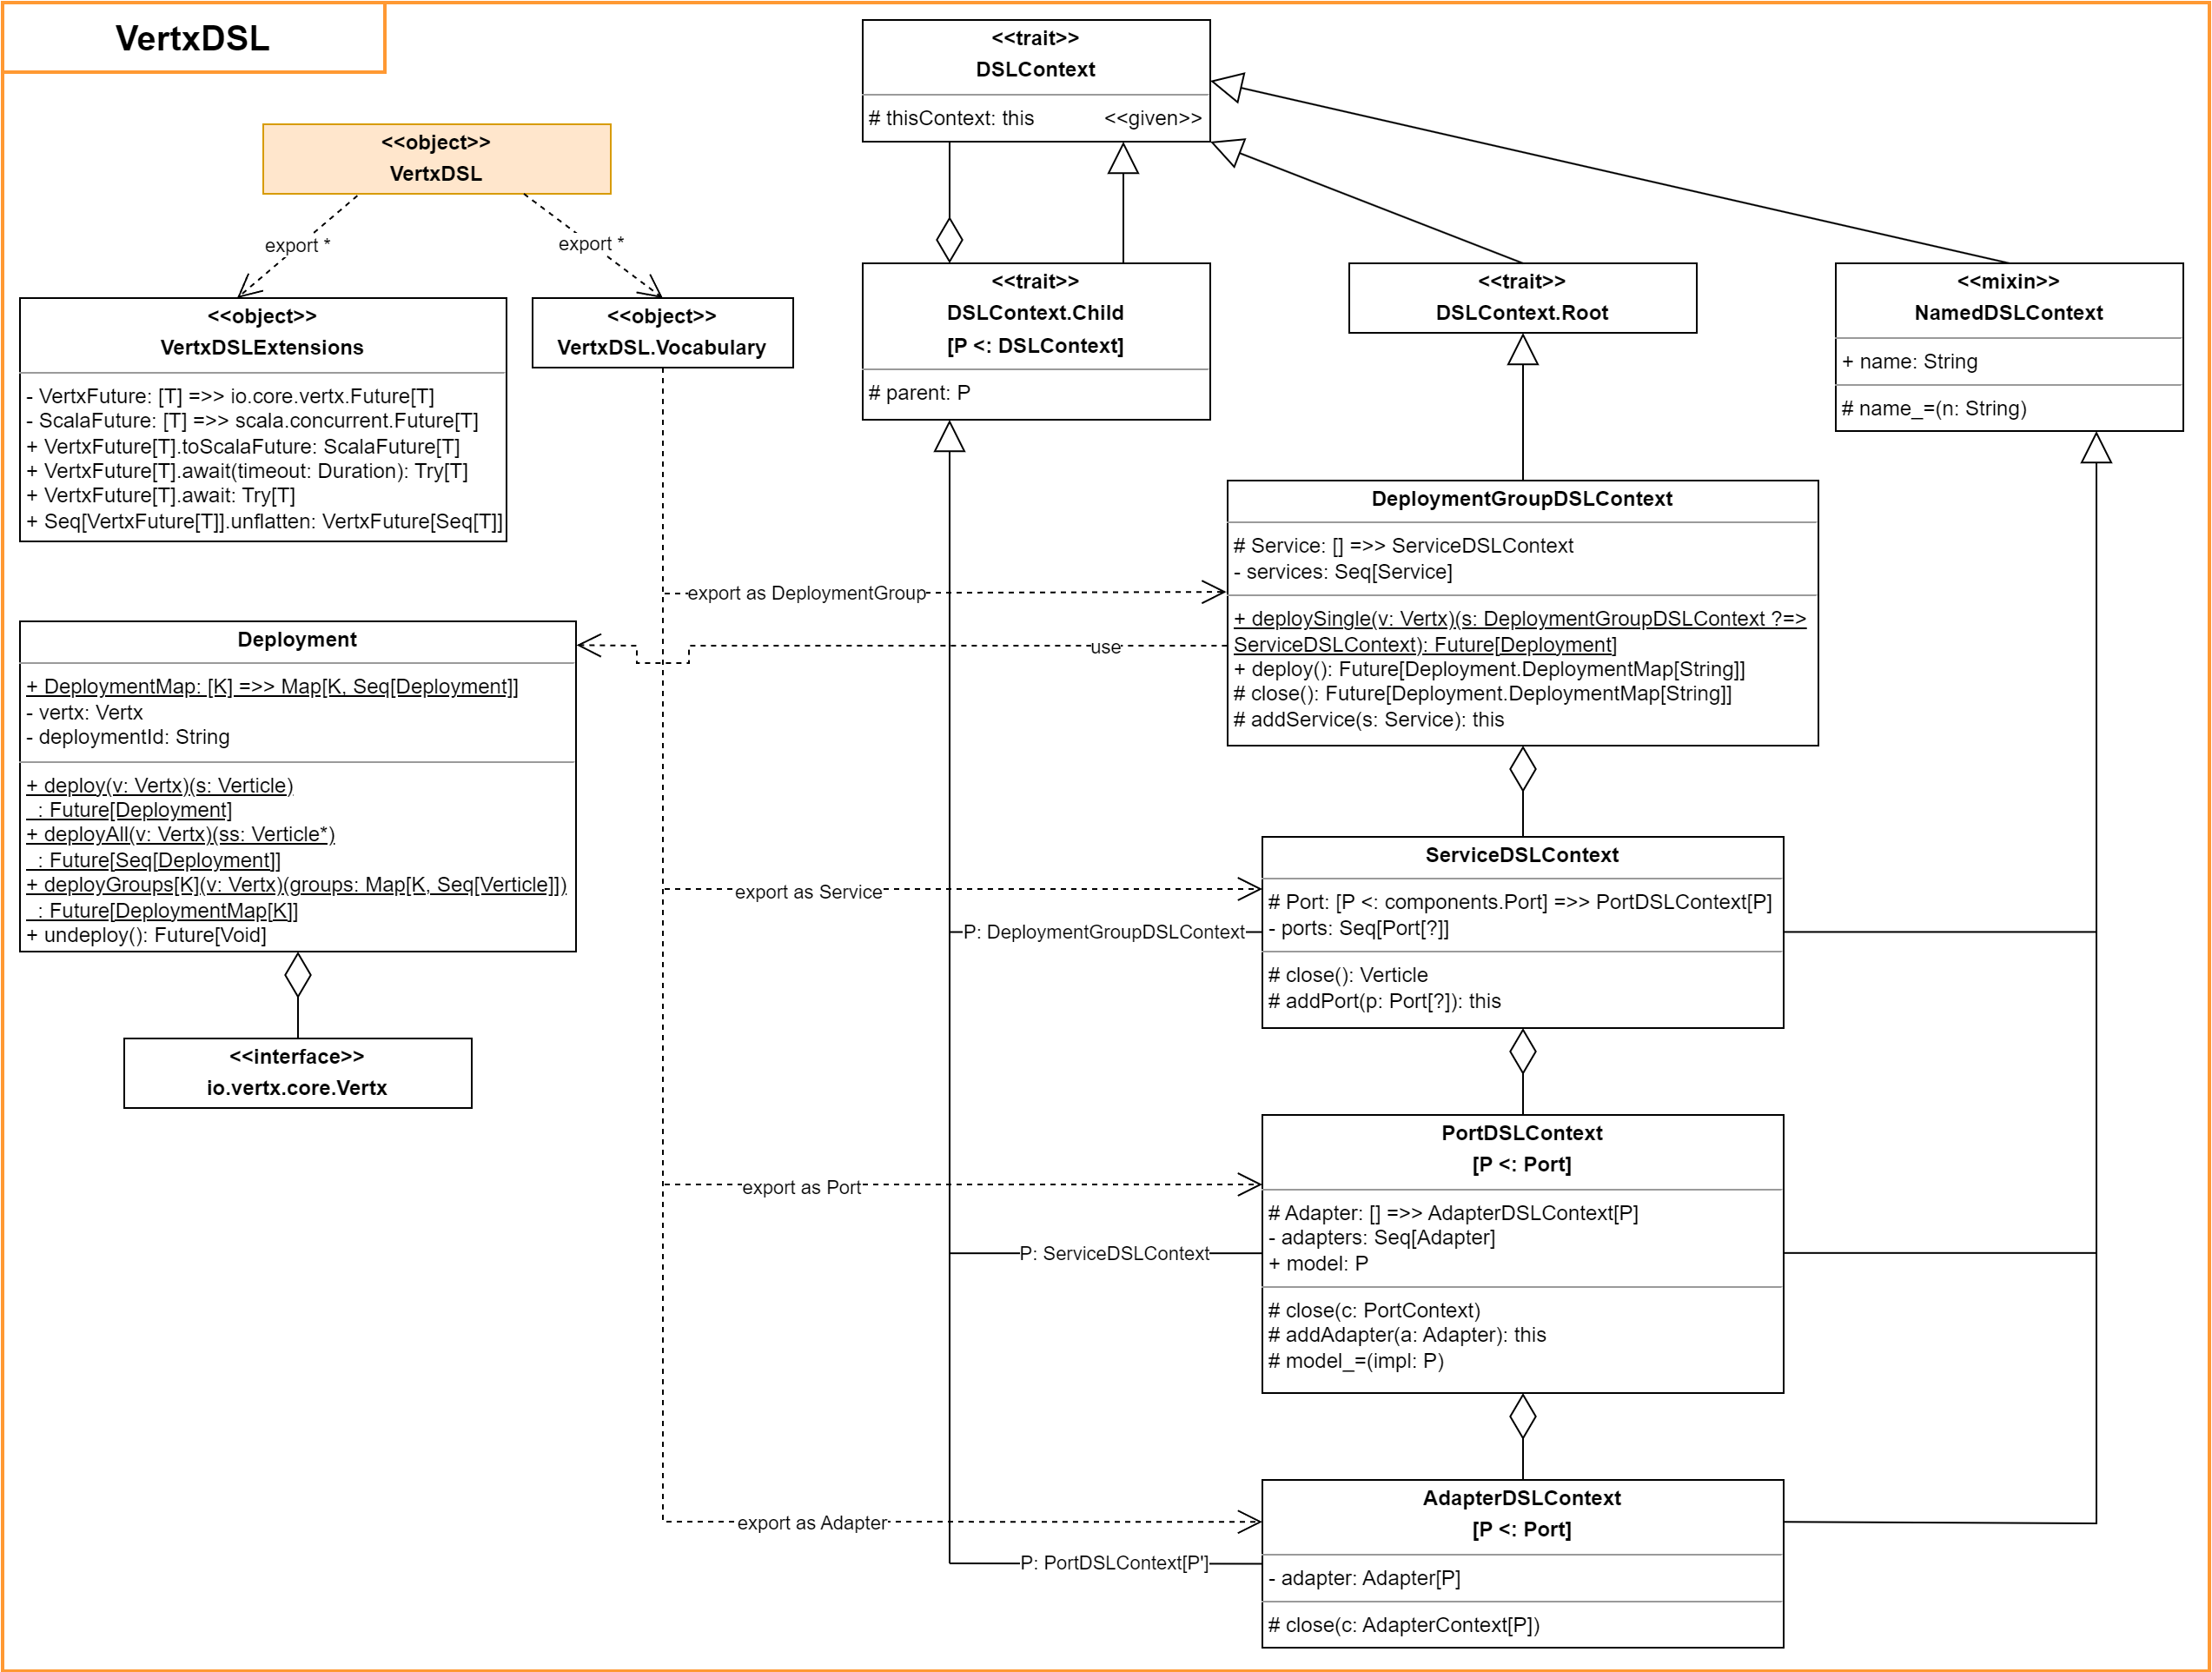 VertxDSL
<<object>>
VertxDSL
export *
export *
<<object>>
VertxDSLExtensions
- VertxFuture: [T] =>> io.core.vertx.Future[T]
- ScalaFuture: [T] =>> scala.concurrent.Future[T]
+ VertxFuture[T].toScalaFuture: ScalaFuture[T]
+ VertxFuture[T].await(timeout: Duration): Try[T]
+ VertxFuture[T].await: Try[T]
+ Seq[VertxFuture[T]].unflatten: VertxFuture[Seq[T]]
<<object>>
VertxDSL.Vocabulary
<<trait>>
DSLContext
# thisContext: this <<given>>
<<trait>>
DSLContext.Child
[P <: DSLContext]
# parent: P
<<trait>>
DSLContext.Root
<<mixin>>
NamedDSLContext
+ name: String
# name_=(n: String)
DeploymentGroupDSLContext
# Service: [] =>> ServiceDSLContext
- services: Seq[Service]
+ deploySingle(v: Vertx)(s: DeploymentGroupDSLContext ?=>
ServiceDSLContext): Future[Deployment]
+ deploy(): Future[Deployment.DeploymentMap[String]]
# close(): Future[Deployment.DeploymentMap[String]]
# addService(s: Service): this
export as DeploymentGroup
use
Deployment
+ DeploymentMap: [K] =>> Map[K, Seq[Deployment]]
- vertx: Vertx
- deploymentId: String
+ deploy(v: Vertx)(s: Verticle)
: Future[Deployment]
+ deployAll(v: Vertx)(ss: Verticle*)
: Future[Seq[Deployment]]
+ deployGroups[K](v: Vertx)(groups: Map[K, Seq[Verticle]])
: Future[DeploymentMap[K]]
+ undeploy(): Future[Void]
<<interface>>
io.vertx.core.Vertx
export as Service
P: DeploymentGroupDSLContext
ServiceDSLContext
# Port: [P <: components.Port] =>> PortDSLContext[P]
- ports: Seq[Port[?]]
# close(): Verticle
# addPort(p: Port[?]): this
export as Port
P: ServiceDSLContext
PortDSLContext
[P <: Port]
# Adapter: [] =>> AdapterDSLContext[P]
- adapters: Seq[Adapter]
+ model: P
# close(c: PortContext)
# addAdapter(a: Adapter): this
# model_=(impl: P)
export as Adapter
P: PortDSLContext[P']
AdapterDSLContext
[P <: Port]
- adapter: Adapter[P]
# close(c: AdapterContext[P])